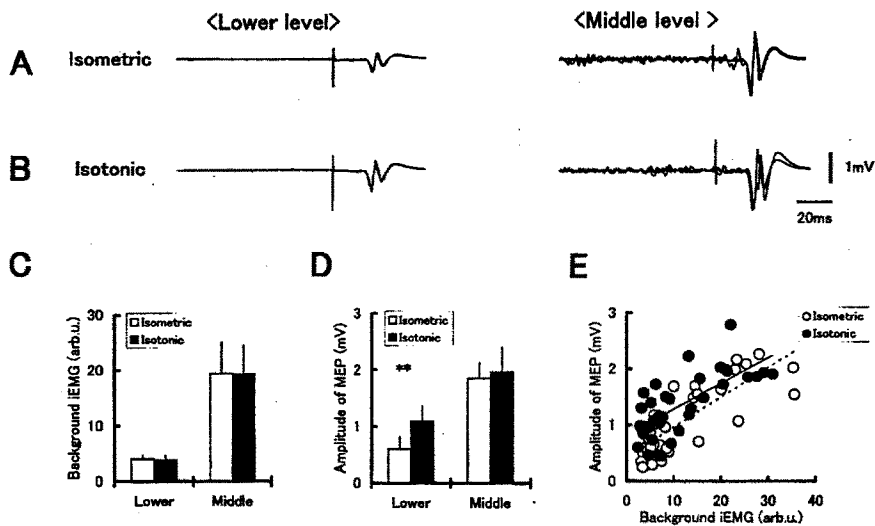 <Lower level>
<Middle level >
A
Isometric
B
Isotonic
1mV
20ms
C
D
E
Background iEMG (arb.u.)
30
20
10
0
Isometric
Isotonic
Lower
Middle
Amplitude of MEP (mV)
3
2
1
0
Isometric
Isotonic
**
Lower
Middle
Amplitude of MEP (mV)
3
2
1
0
Isometric
Isotonic
0
10
20
30
40
Background iEMG (arb.u.)